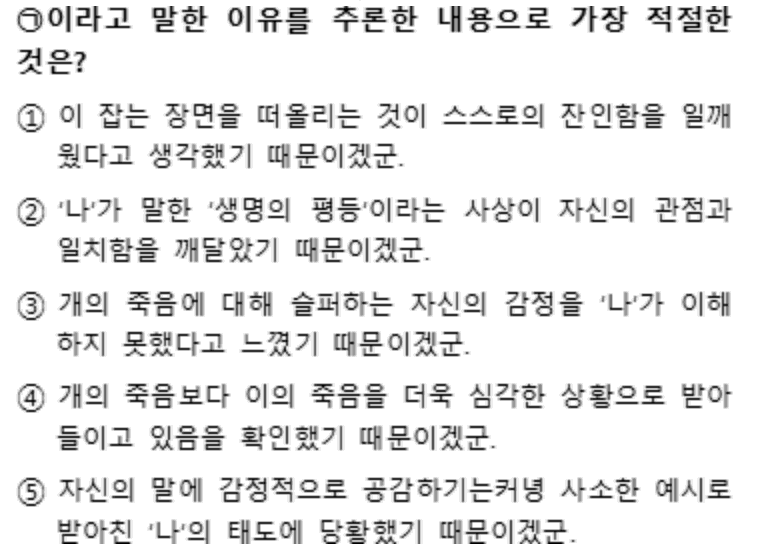 ㉠이라고 말한 이유를 추론한 내용으로 가장 적절한
것은?
① 이 잡는 장면을 떠올리는 것이 스스로의 잔인함을 일깨
웠다고 생각했기 때문이겠군.
② ‘나’가 말한 ‘생명의 평등’이라는 사상이 자신의 관점과
일치함을 깨달았기 때문이겠군.
③ 개의 죽음에 대해 슬퍼하는 자신의 감정을 ‘나’가 이해
하지 못했다고 느꼈기 때문이겠군.
④ 개의 죽음보다 이의 죽음을 더욱 심각한 상황으로 받아
들이고 있음을 확인했기 때문이겠군.
⑤ 자신의 말에 감정적으로 공감하기는커녕 사소한 예시로
받아친 ‘나’의 태도에 당황했기 때문이겠군.